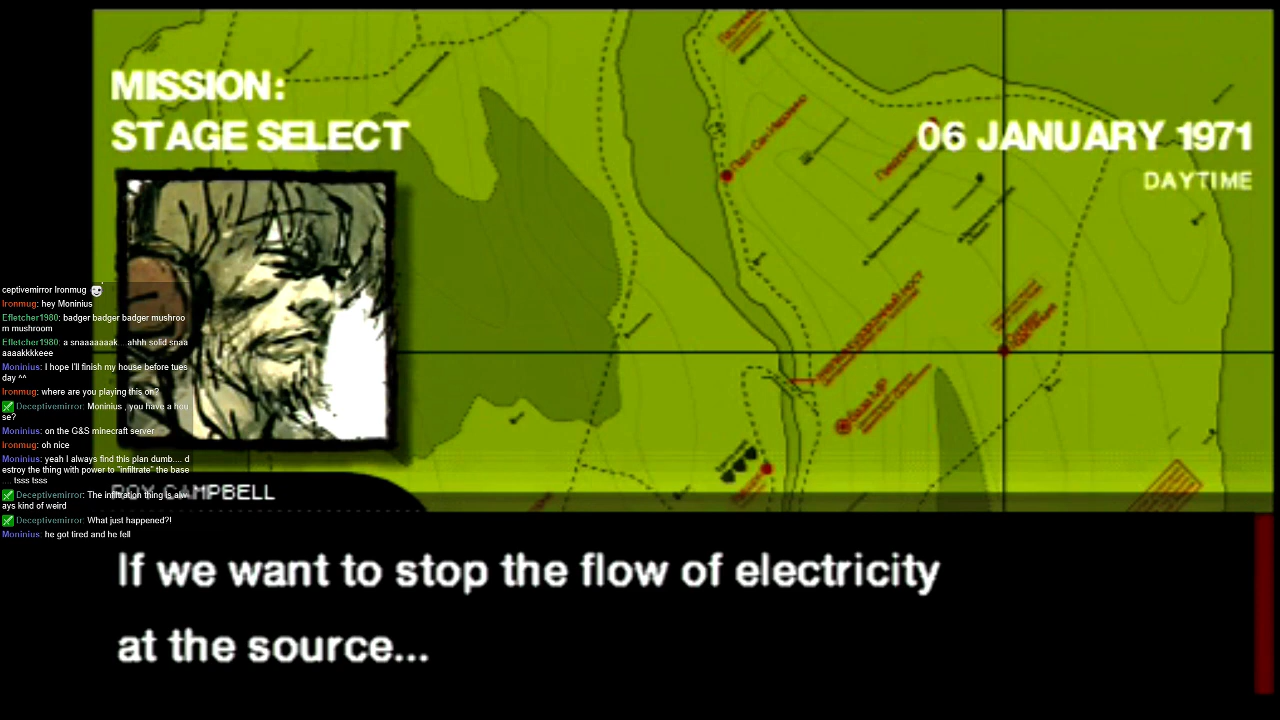 MISSION:
STAGE SELECT
06 JANUARY 1971
DAYTIME
ceptivemirror Ironmug
Ironmug: hey Moninius
Efletcher1980: badger badger badger mushroo
m mushroom
Efletcher1980: a snaaaaaaak... ahhh solid snaa
aaaakkkkeee
Moninius: I hope I'll finish my house before tues
day ^^
Ironmug: where are you playing this on?
Deceptivemirror: Moninius , you have a hou
se?
Moninius: on the G&S minecraft server
Ironmug: oh nice
Moninius: yeah I always find this plan dumb.... d
estroy the thing with power to "infiltrate" the base
.... tsss tsss
Deceptivemirror: The infiltration thing is alw
ays kind of weird
Deceptivemirror: What just happened?!
Moninius: he got tired and he fell
ROY CAMPBELL
If we want to stop the flow of electricity
at the source...